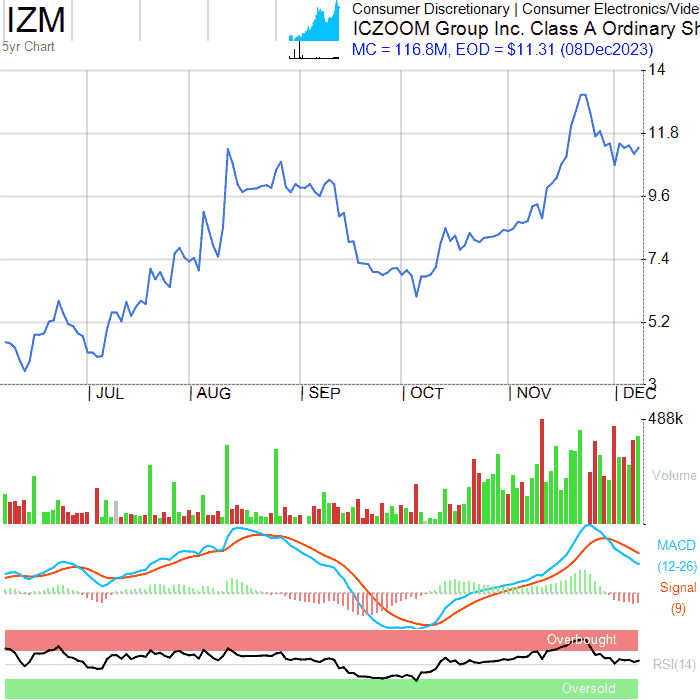 IZM
Consumer Discretionary | Consumer Electronics/Vide
ICZOOM Group Inc. Class A Ordinary Sh
MC = 116.8M, EOD = $11.31 (08Dec2023)
5yr Chart
14
11.8
9.6
7.4
5.2
3
JUL AUG SEP OCT NOV DEC
488k
Volume
MACD
(12-26)
Signal
(9)
Overbought
RSI(14)
Oversold